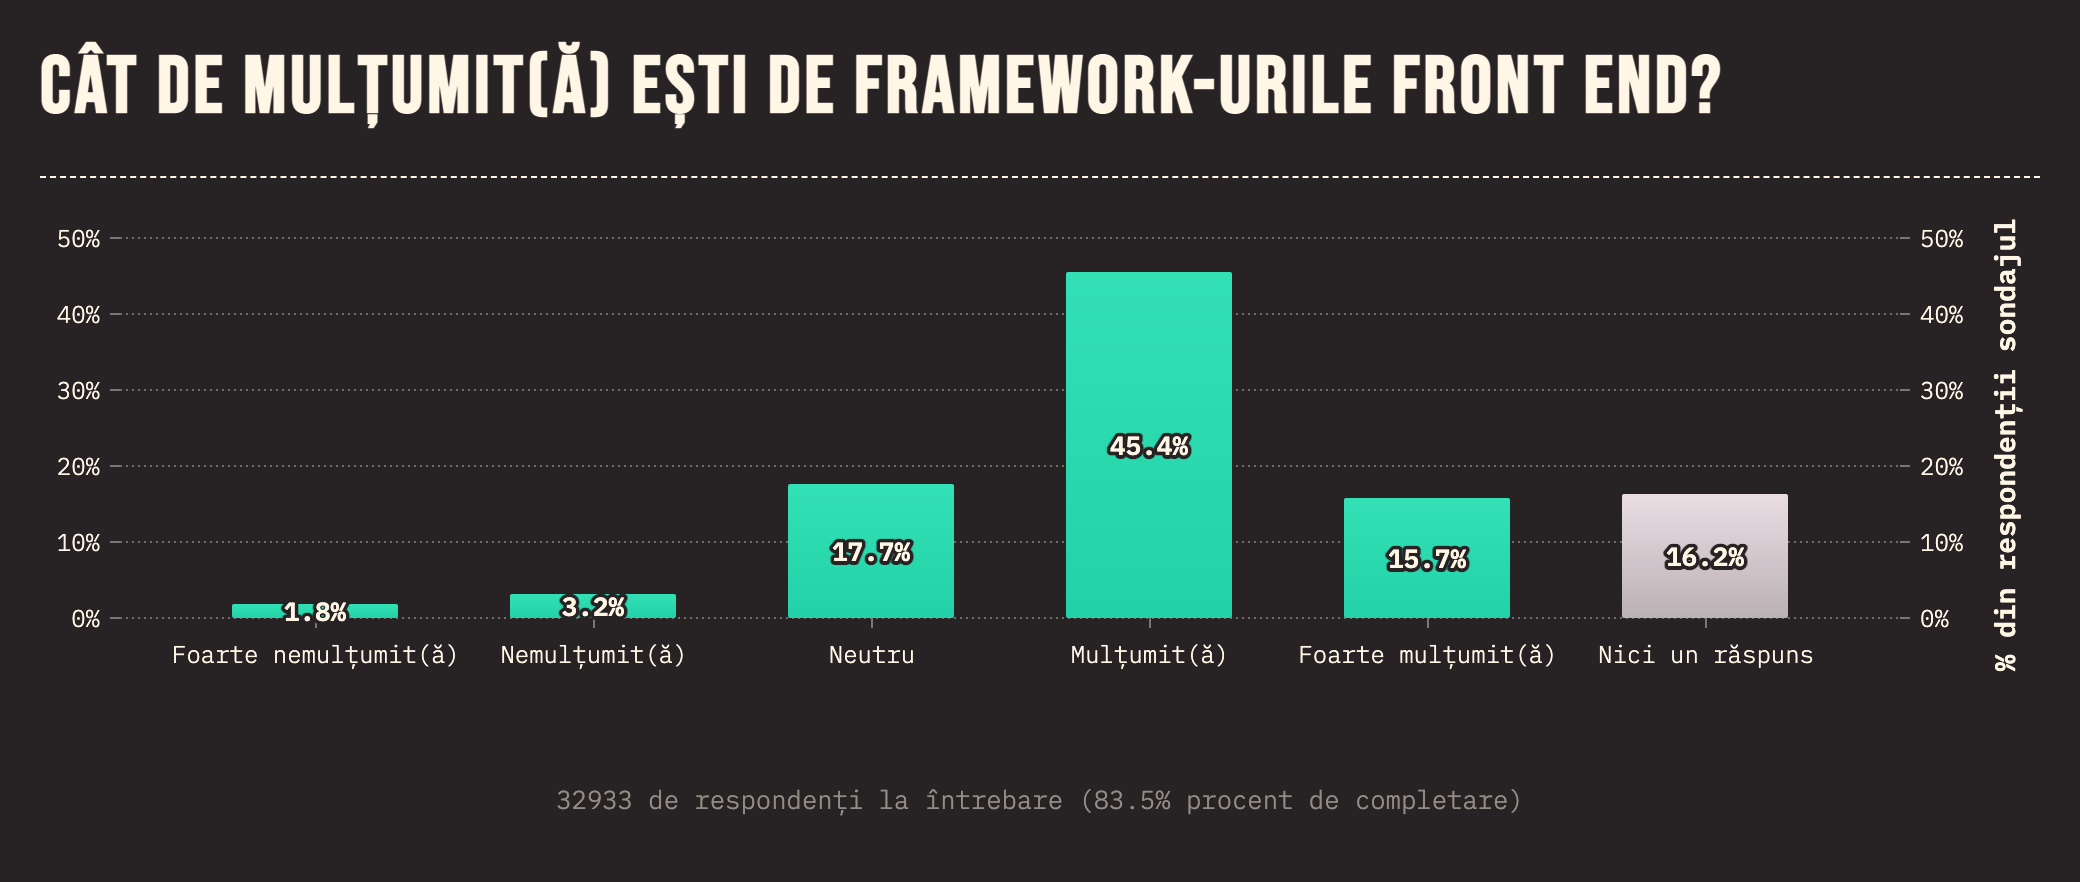 CÂT DE MULȚUMIT(Ă) EȘTI DE FRAMEWORK-URILE FRONT END?
50%
40%
30%
20%
10%
0%
50%
40%
30%
20%
10%
0%
% din respondenții sondajul
1.8%
3.2%
17.7%
45.4%
15.7%
16.2%
Foarte nemulțumit(ă)
Nemulțumit(ă)
Neutru
Mulțumit(ă)
Foarte mulțumit(ă)
Nici un răspuns
32933 de respondenți la întrebare (83.5% procent de completare)